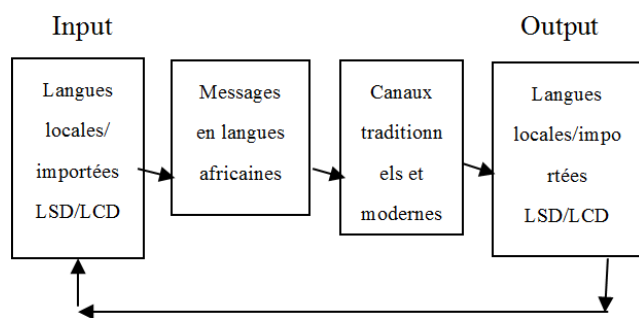 Input
Output
Langues
locales/
importées
LSD/LCD
Messages
en langues
africaines
Canaux
traditionn
els et
modernes
Langues
locales/impo
rtées
LSD/LCD